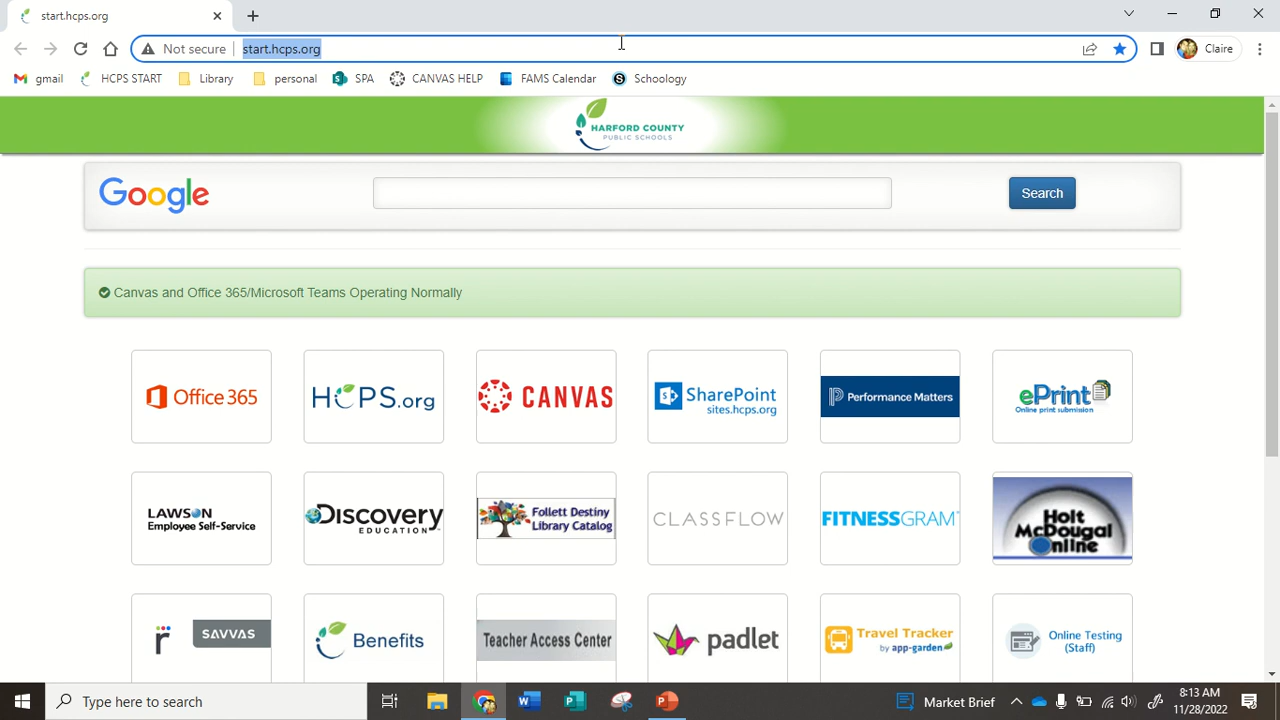 start.hcps.org
Not secure start.hcps.org Claire
gmail HCPS START Library personal SPA CANVAS HELP FAMS Calendar Schoology
HARFORD COUNTY
PUBLIC SCHOOLS
Google Search
Canvas and Office 365/Microsoft Teams Operating Normally
Office 365
HCPS.org
CANVAS
SharePoint
sites.hcps.org
Performance Matters
ePrint
Online print submission
LAWSON
Employee Self-Service
Discovery
EDUCATION
Follett Destiny
Library Catalog
CLASSFLOW
FITNESSGRAM
Holt
McDougal
Online
r SAVVAS
Benefits
Teacher Access Center
padlet
Travel Tracker
by app-garden
Online Testing
(Staff)
Type here to search
Market Brief
8:13 AM
11/28/2022